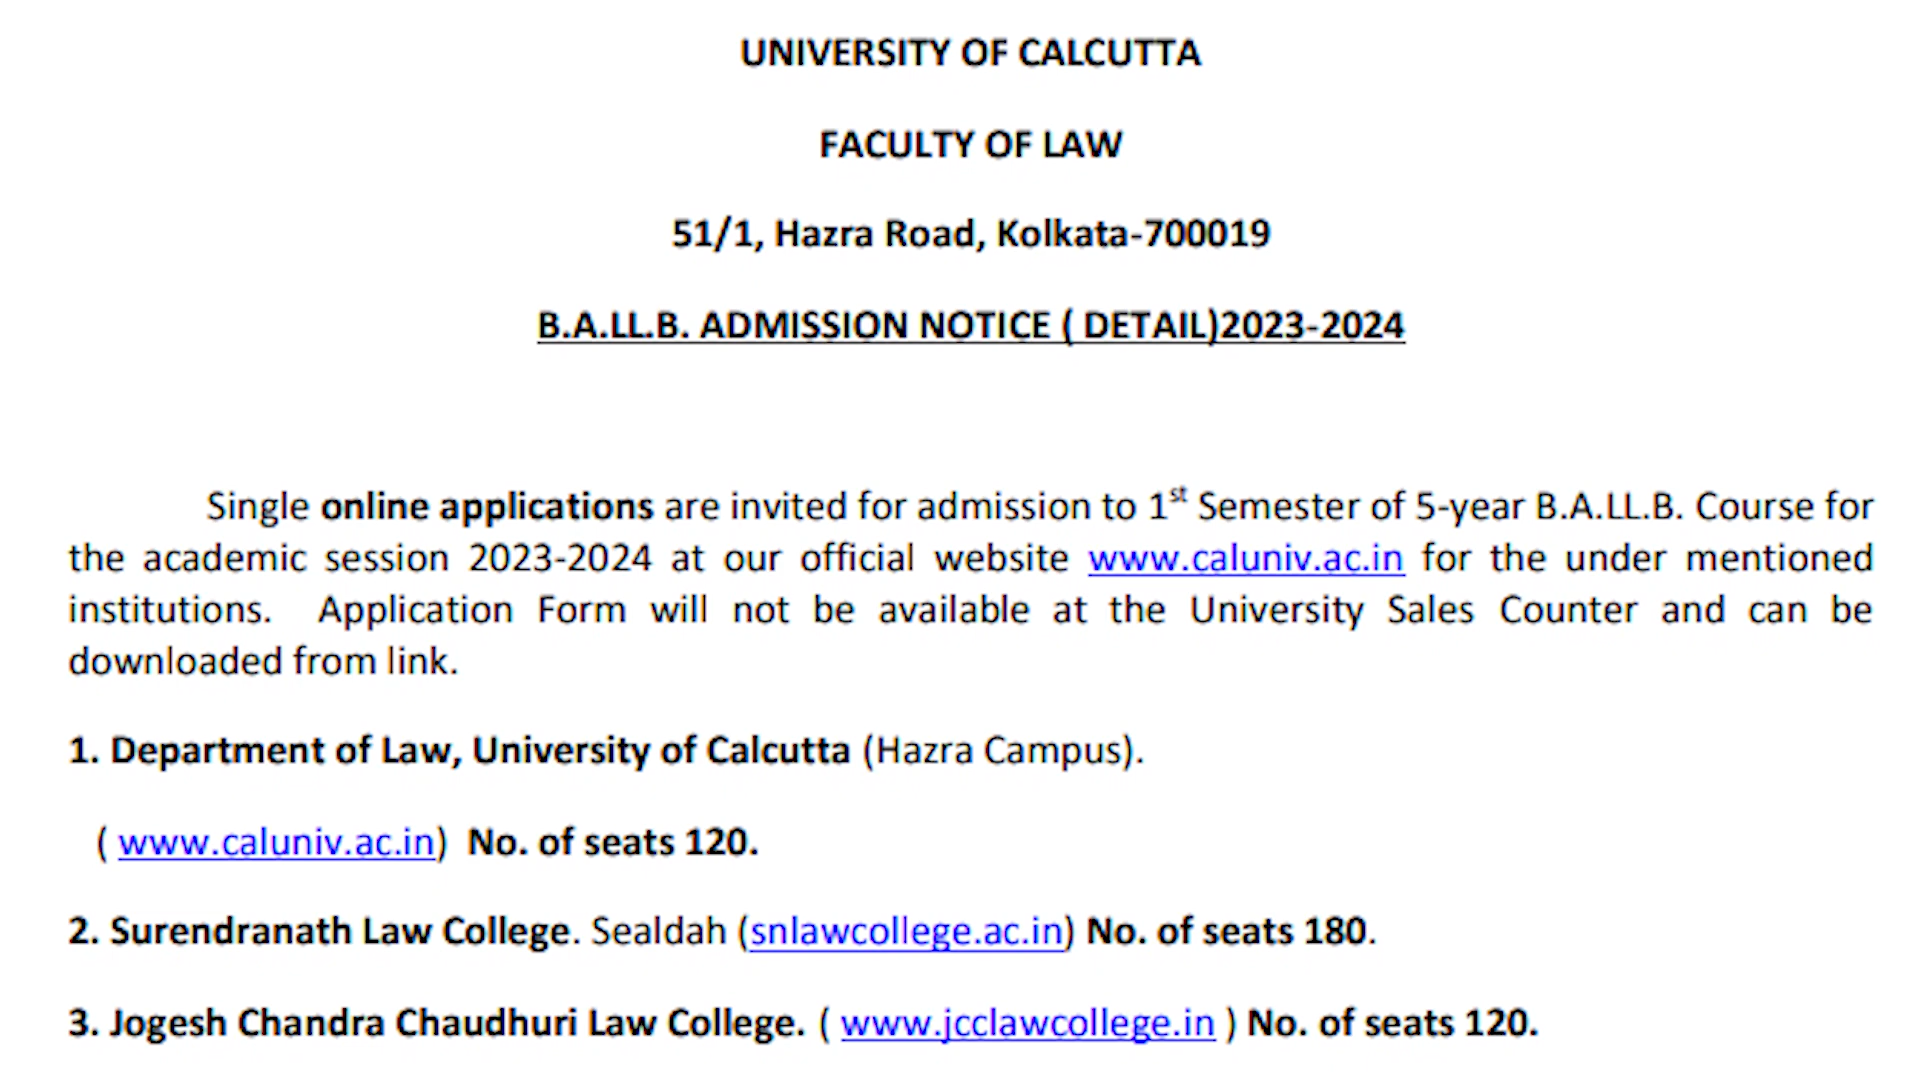 UNIVERSITY OF CALCUTTA
FACULTY OF LAW
51/1, Hazra Road, Kolkata-700019
B.A.LL.B. ADMISSION NOTICE ( DETAIL)2023-2024
Single online applications are invited for admission to 1st Semester of 5-year B.A.LL.B. Course for
the academic session 2023-2024 at our official website www.caluniv.ac.in for the under mentioned
institutions. Application Form will not be available at the University Sales Counter and can be
downloaded from link.
1. Department of Law, University of Calcutta (Hazra Campus).
( www.caluniv.ac.in) No. of seats 120.
2. Surendranath Law College. Sealdah (snlawcollege.ac.in) No. of seats 180.
3. Jogesh Chandra Chaudhuri Law College. ( www.jcclawcollege.in ) No. of seats 120.